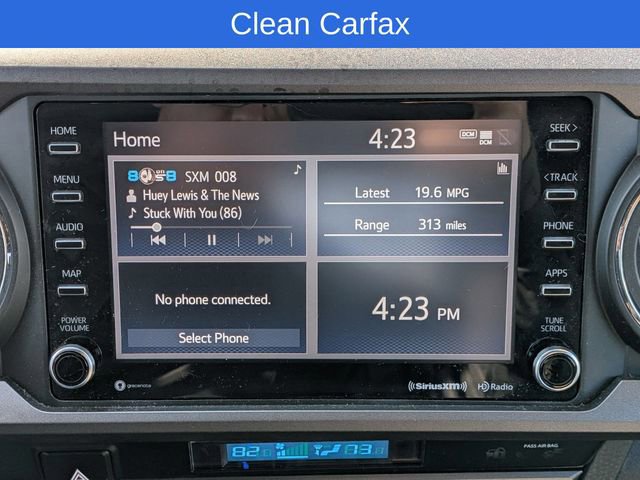 Clean Carfax
HOME
MENU
AUDIO
MAP
POWER
VOLUME
Home
4:23
DCM
DCM
SXM 008
Huey Lewis & The News
Stuck With You (86)
Latest 19.6 MPG
Range 313 miles
No phone connected.
Select Phone
4:23 PM
SEEK >
< TRACK
PHONE
APPS
TUNE
SCROLL
gracenote
SiriusXM
HD Radio
PASS AIR BAG